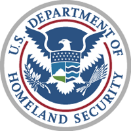 U.S. DEPARTMENT OF
HOMELAND SECURITY